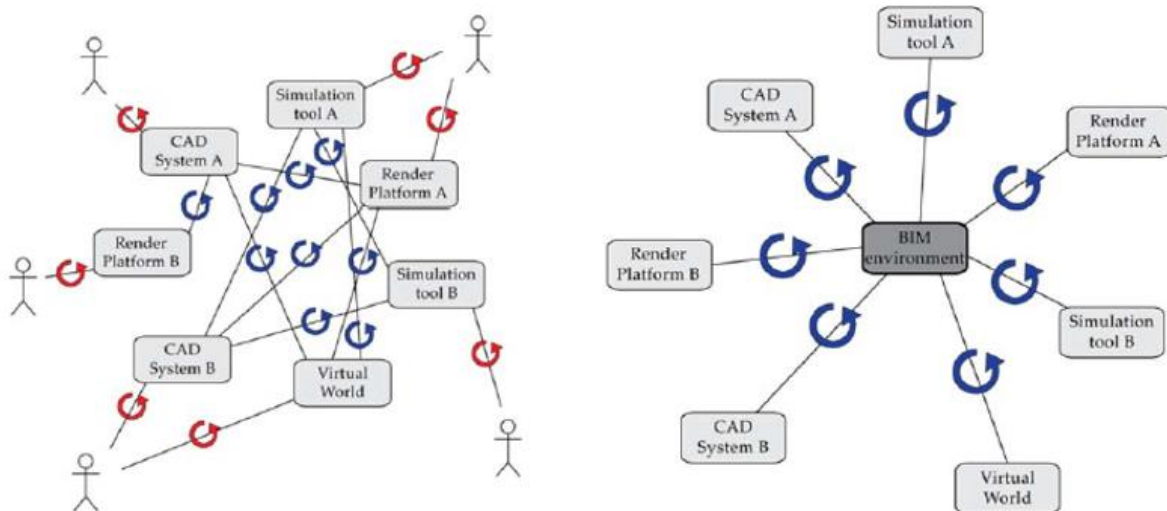 Simulation
tool A
CAD
System A
Render
Platform A
Render
Platform B
Simulation
tool B
CAD
System B
Virtual
World
Simulation
tool A
CAD
System A
Render
Platform A
BIM
environment
Render
Platform B
Simulation
tool B
CAD
System B
Virtual
World